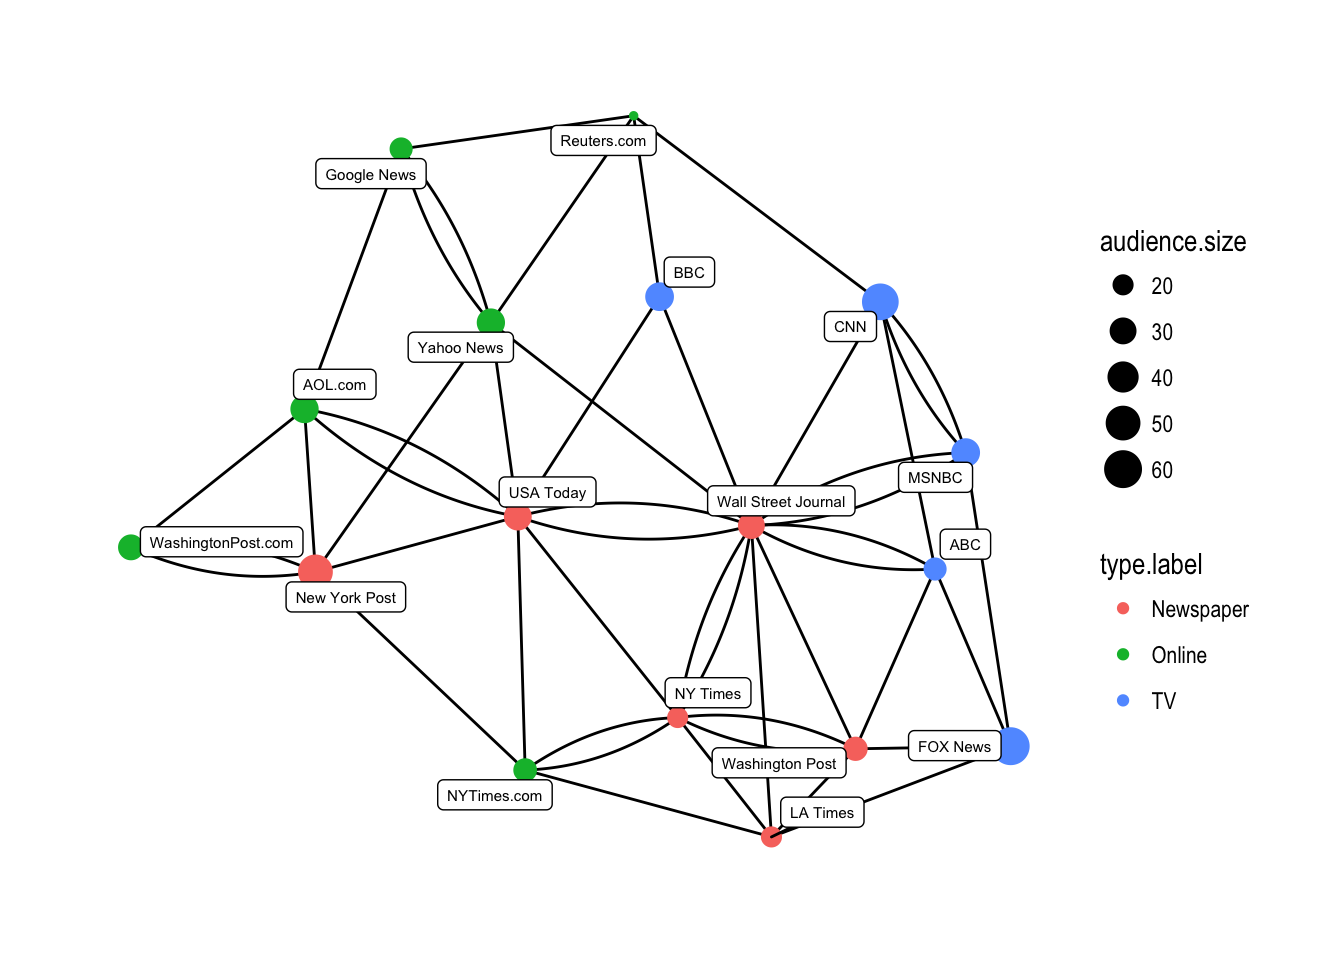 Reuters.com
Google News
BBC
CNN
Yahoo News
AOL.com
MSNBC
USA Today
Wall Street Journal
WashingtonPost.com
ABC
New York Post
NY Times
FOX News
Washington Post
NYTimes.com
LA Times
audience.size
20
30
40
50
60
type.label
Newspaper
Online
TV